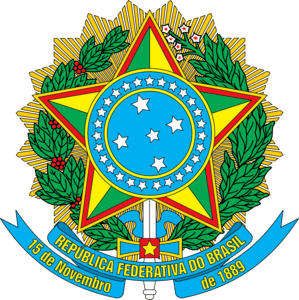 REPÚBLICA FEDERATIVA DO BRASIL
15 de Novembro
de 1889